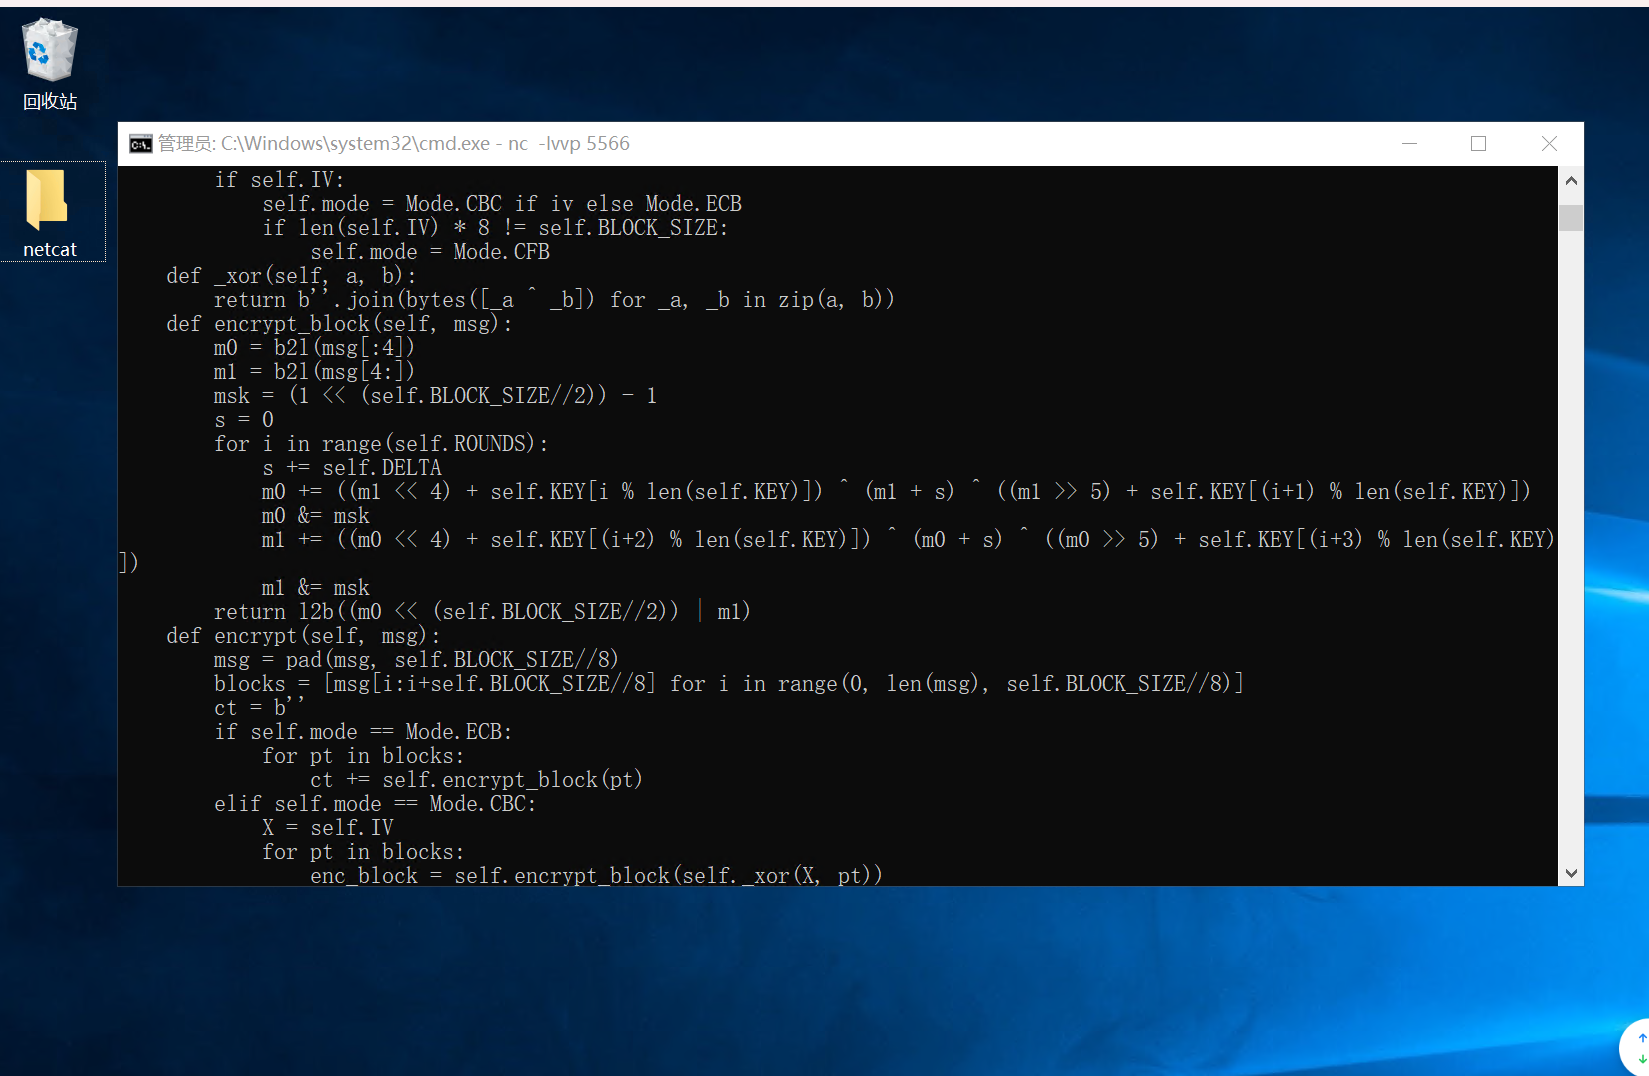 回收站
netcat
管理员: C:\Windows\system32\cmd.exe - nc  -lvvp 5566
        if self.IV:
            self.mode = Mode.CBC if iv else Mode.ECB
            if len(self.IV) * 8 != self.BLOCK_SIZE:
                self.mode = Mode.CFB
    def _xor(self, a, b):
        return b''.join(bytes([_a ^ _b]) for _a, _b in zip(a, b))
    def encrypt_block(self, msg):
        m0 = b2l(msg[:4])
        m1 = b2l(msg[4:])
        msk = (1 << (self.BLOCK_SIZE//2)) - 1
        s = 0
        for i in range(self.ROUNDS):
            s += self.DELTA
            m0 += ((m1 << 4) + self.KEY[i % len(self.KEY)]) ^ (m1 + s) ^ ((m1 >> 5) + self.KEY[(i+1) % len(self.KEY)])
            m0 &= msk
            m1 += ((m0 << 4) + self.KEY[(i+2) % len(self.KEY)]) ^ (m0 + s) ^ ((m0 >> 5) + self.KEY[(i+3) % len(self.KEY)
])
            m1 &= msk
        return l2b((m0 << (self.BLOCK_SIZE//2)) | m1)
    def encrypt(self, msg):
        msg = pad(msg, self.BLOCK_SIZE//8)
        blocks = [msg[i:i+self.BLOCK_SIZE//8] for i in range(0, len(msg), self.BLOCK_SIZE//8)]
        ct = b''
        if self.mode == Mode.ECB:
            for pt in blocks:
                ct += self.encrypt_block(pt)
        elif self.mode == Mode.CBC:
            X = self.IV
            for pt in blocks:
                enc_block = self.encrypt_block(self._xor(X, pt))